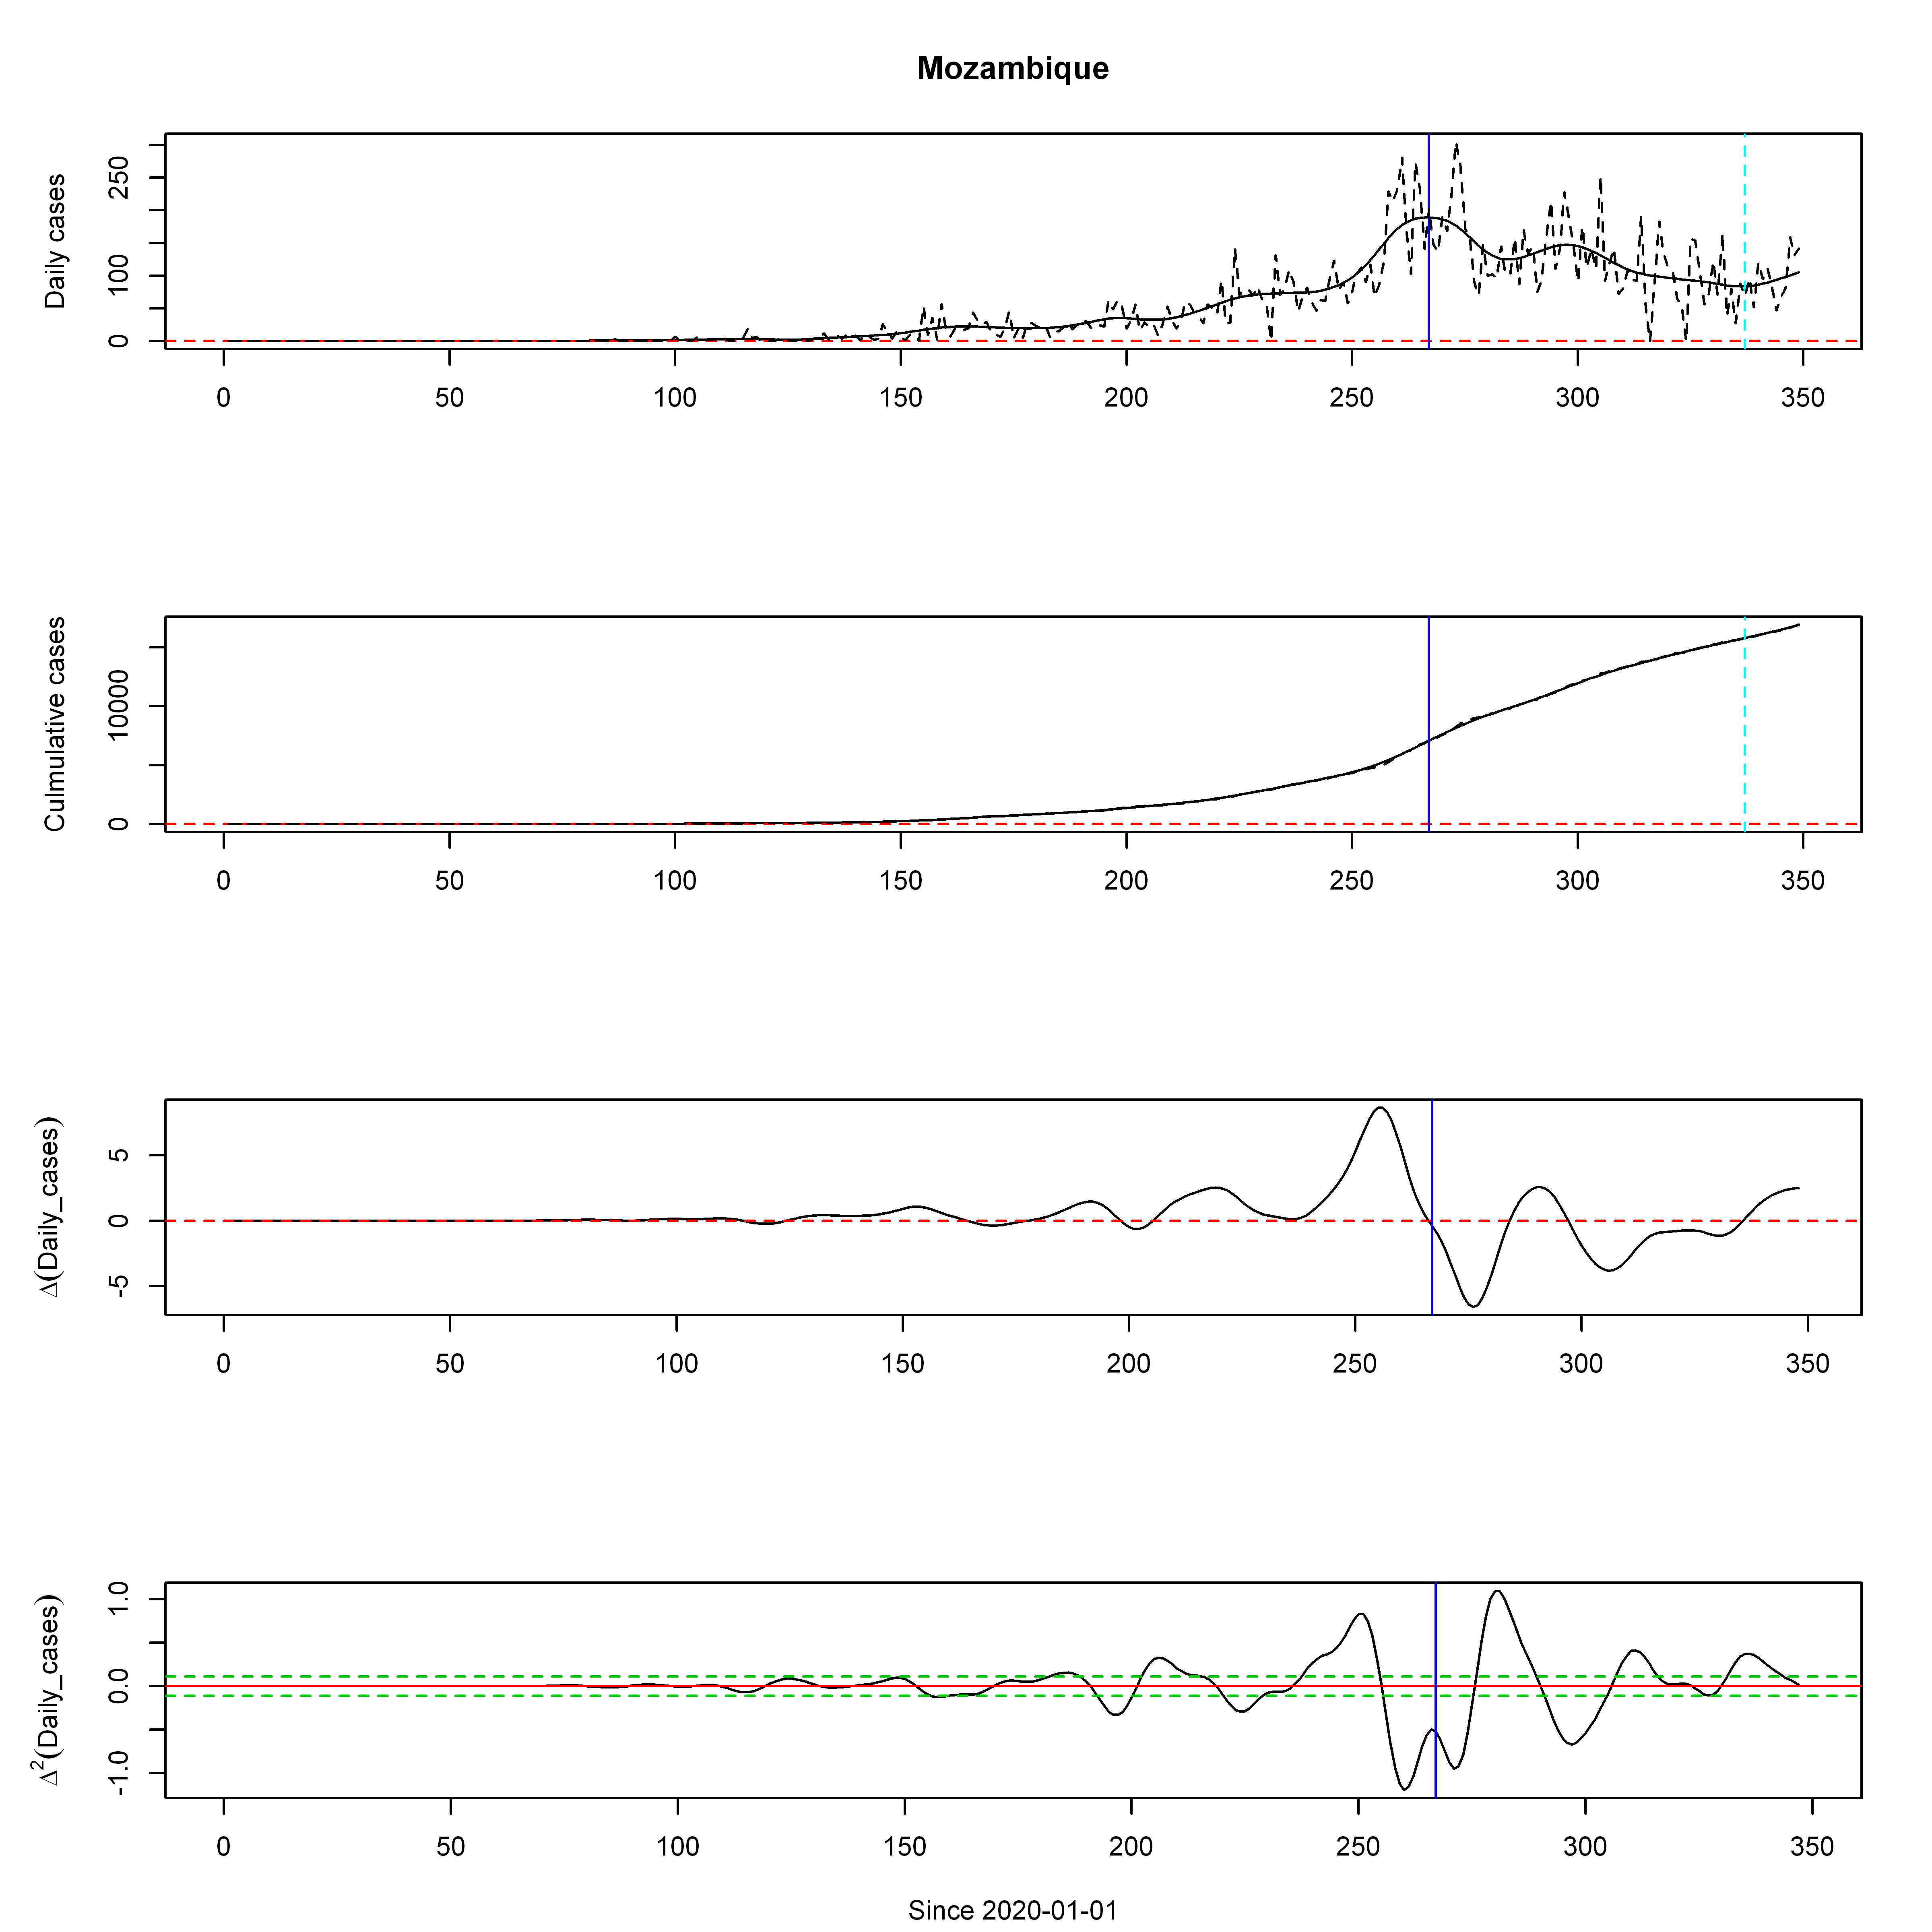 Mozambique
Daily cases
0 100 250
0 50 100 150 200 250 300 350
Culmulative cases
0 10000
0 50 100 150 200 250 300 350
Δ(Daily_cases)
-5 0 5
0 50 100 150 200 250 300 350
Δ²(Daily_cases)
-1.0 0.0 1.0
0 50 100 150 200 250 300 350
Since 2020-01-01